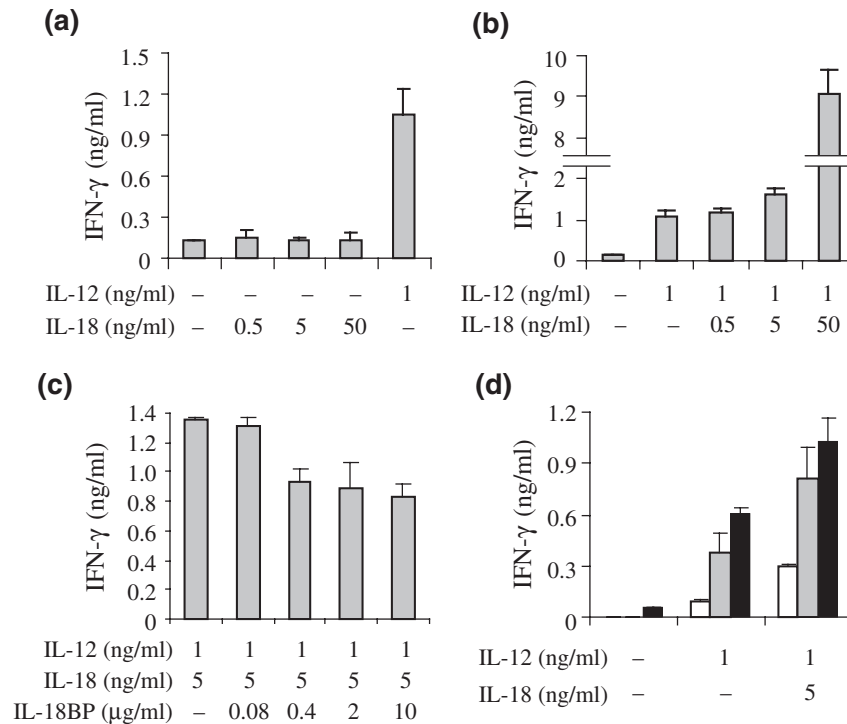 (a)
IFN-γ (ng/ml)
1.5
1.2
0.9
0.6
0.3
0
IL-12 (ng/ml) – – – – 1
IL-18 (ng/ml) – 0.5 5 50 –
(b)
IFN-γ (ng/ml)
10
9
8
2
1
0
IL-12 (ng/ml) – 1 1 1 1
IL-18 (ng/ml) – – 0.5 5 50
(c)
IFN-γ (ng/ml)
1.4
1.2
1.0
0.8
0.6
0.4
0.2
0
IL-12 (ng/ml) 1 1 1 1 1
IL-18 (ng/ml) 5 5 5 5 5
IL-18BP (μg/ml) – 0.08 0.4 2 10
(d)
IFN-γ (ng/ml)
1.2
0.9
0.6
0.3
0
IL-12 (ng/ml) – 1 1
IL-18 (ng/ml) – – 5